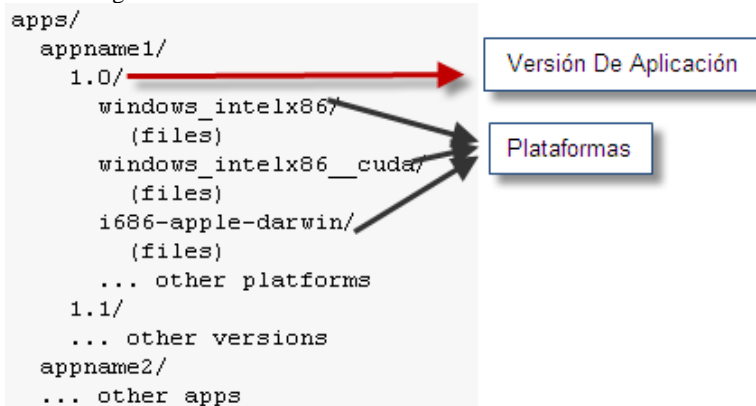 apps/
appname1/
1.0/
Versión De Aplicación
windows_intelx86/
(files)
Plataformas
windows_intelx86__cuda/
(files)
i686-apple-darwin/
(files)
... other platforms
1.1/
... other versions
appname2/
... other apps